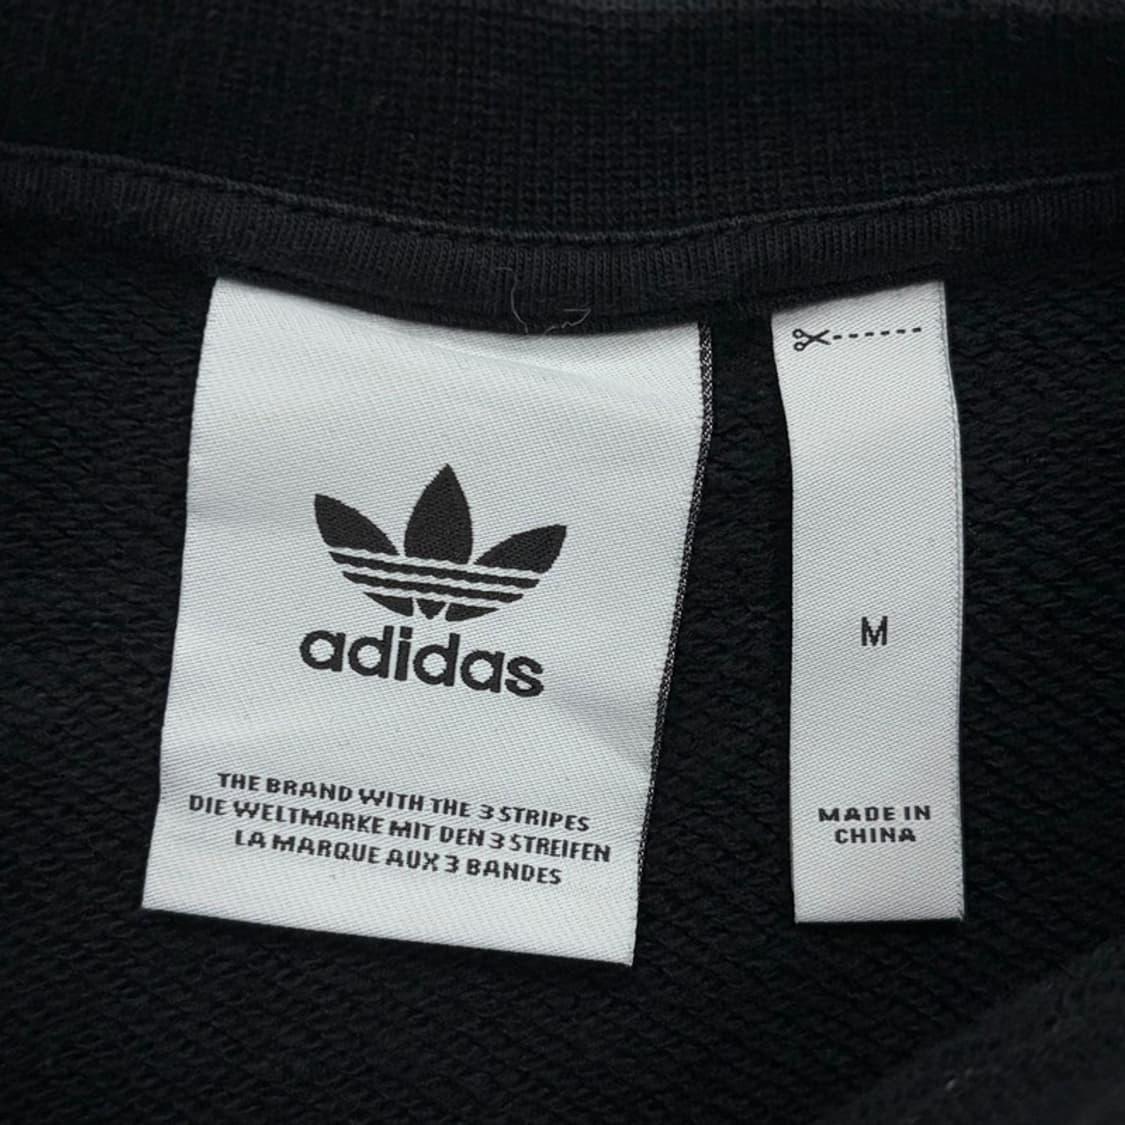 adidas
THE BRAND WITH THE 3 STRIPES
DIE WELTMARKE MIT DEN 3 STREIFEN
LA MARQUE AUX 3 BANDES
M
MADE IN
CHINA